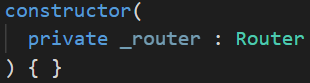 constructor(
private _router : Router
) { }